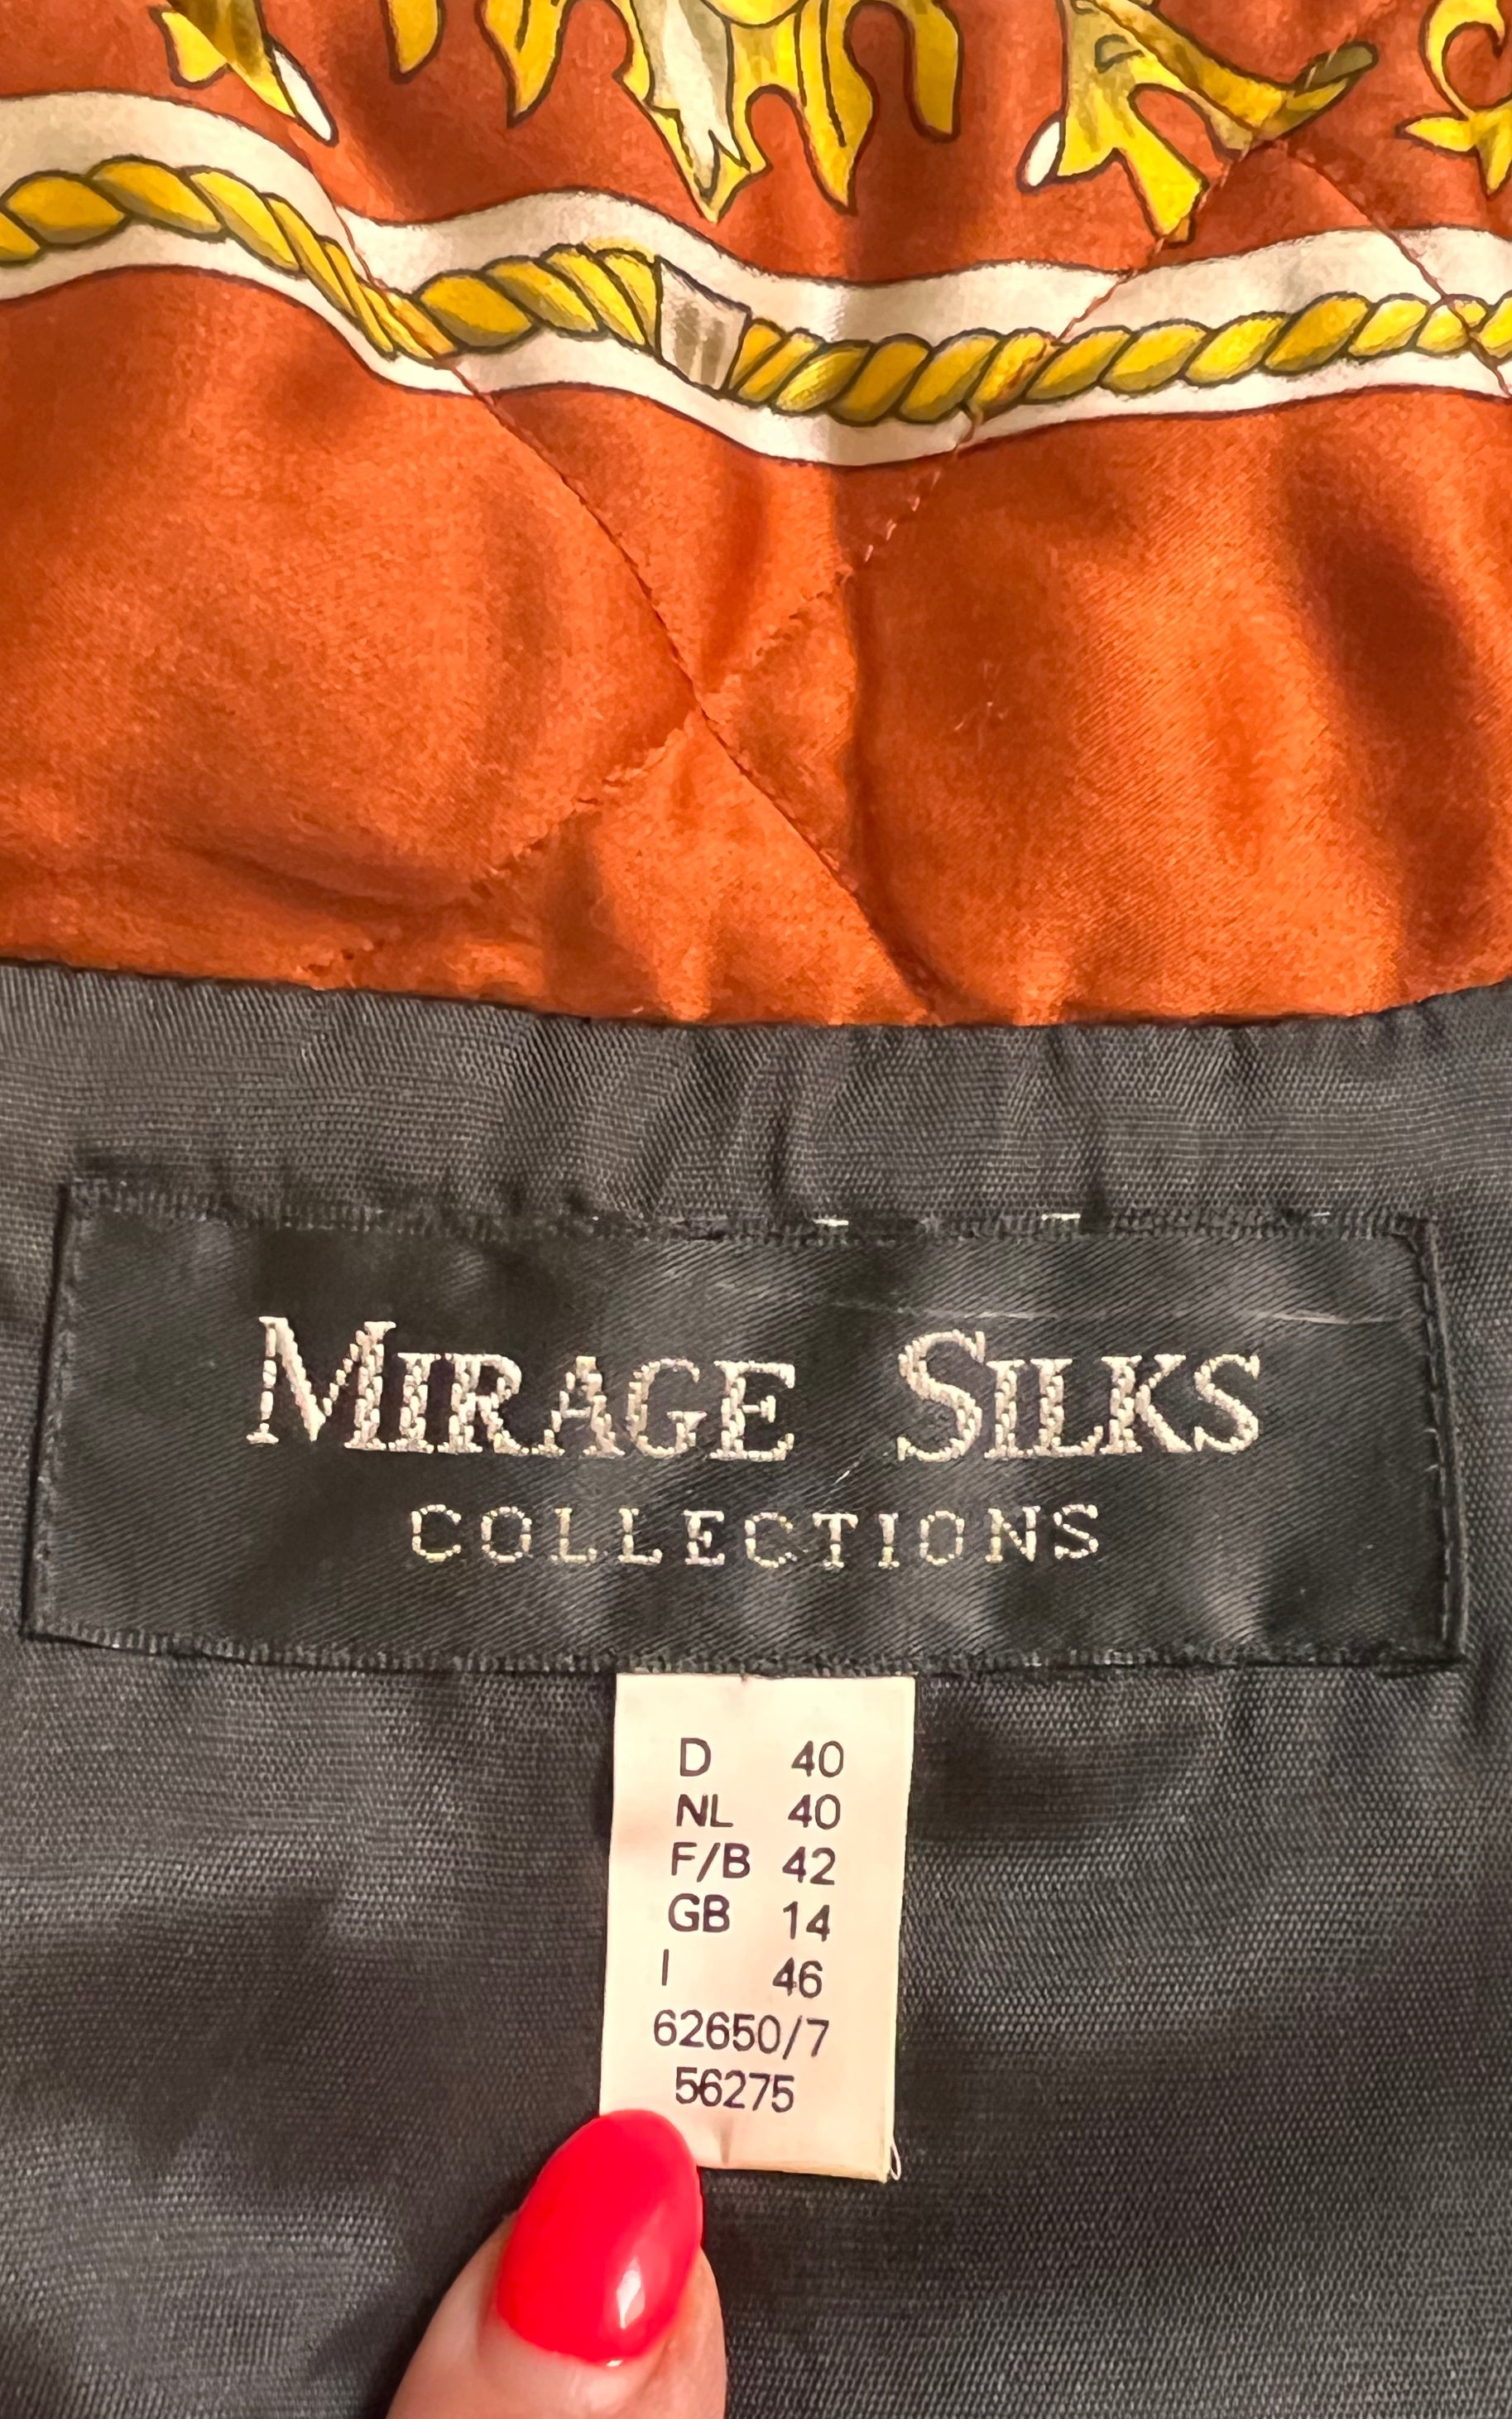 MIRAGE SILKS
COLLECTIONS
D 40
NL 40
F/B 42
GB 14
I 46
62650/7
56275